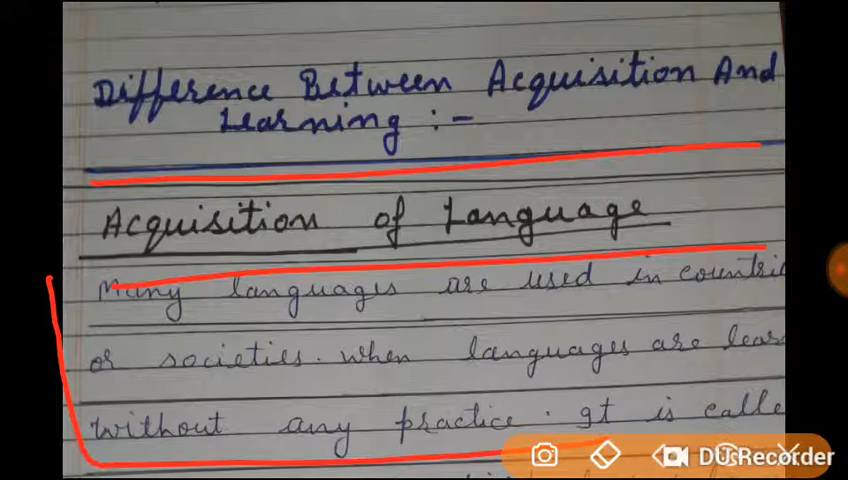 Difference Between Acquisition And
Learning :-
Acquisition of Language
Many languages are used in countri
or societies. when languages are lear
without any practice. It is calle
DU Recorder